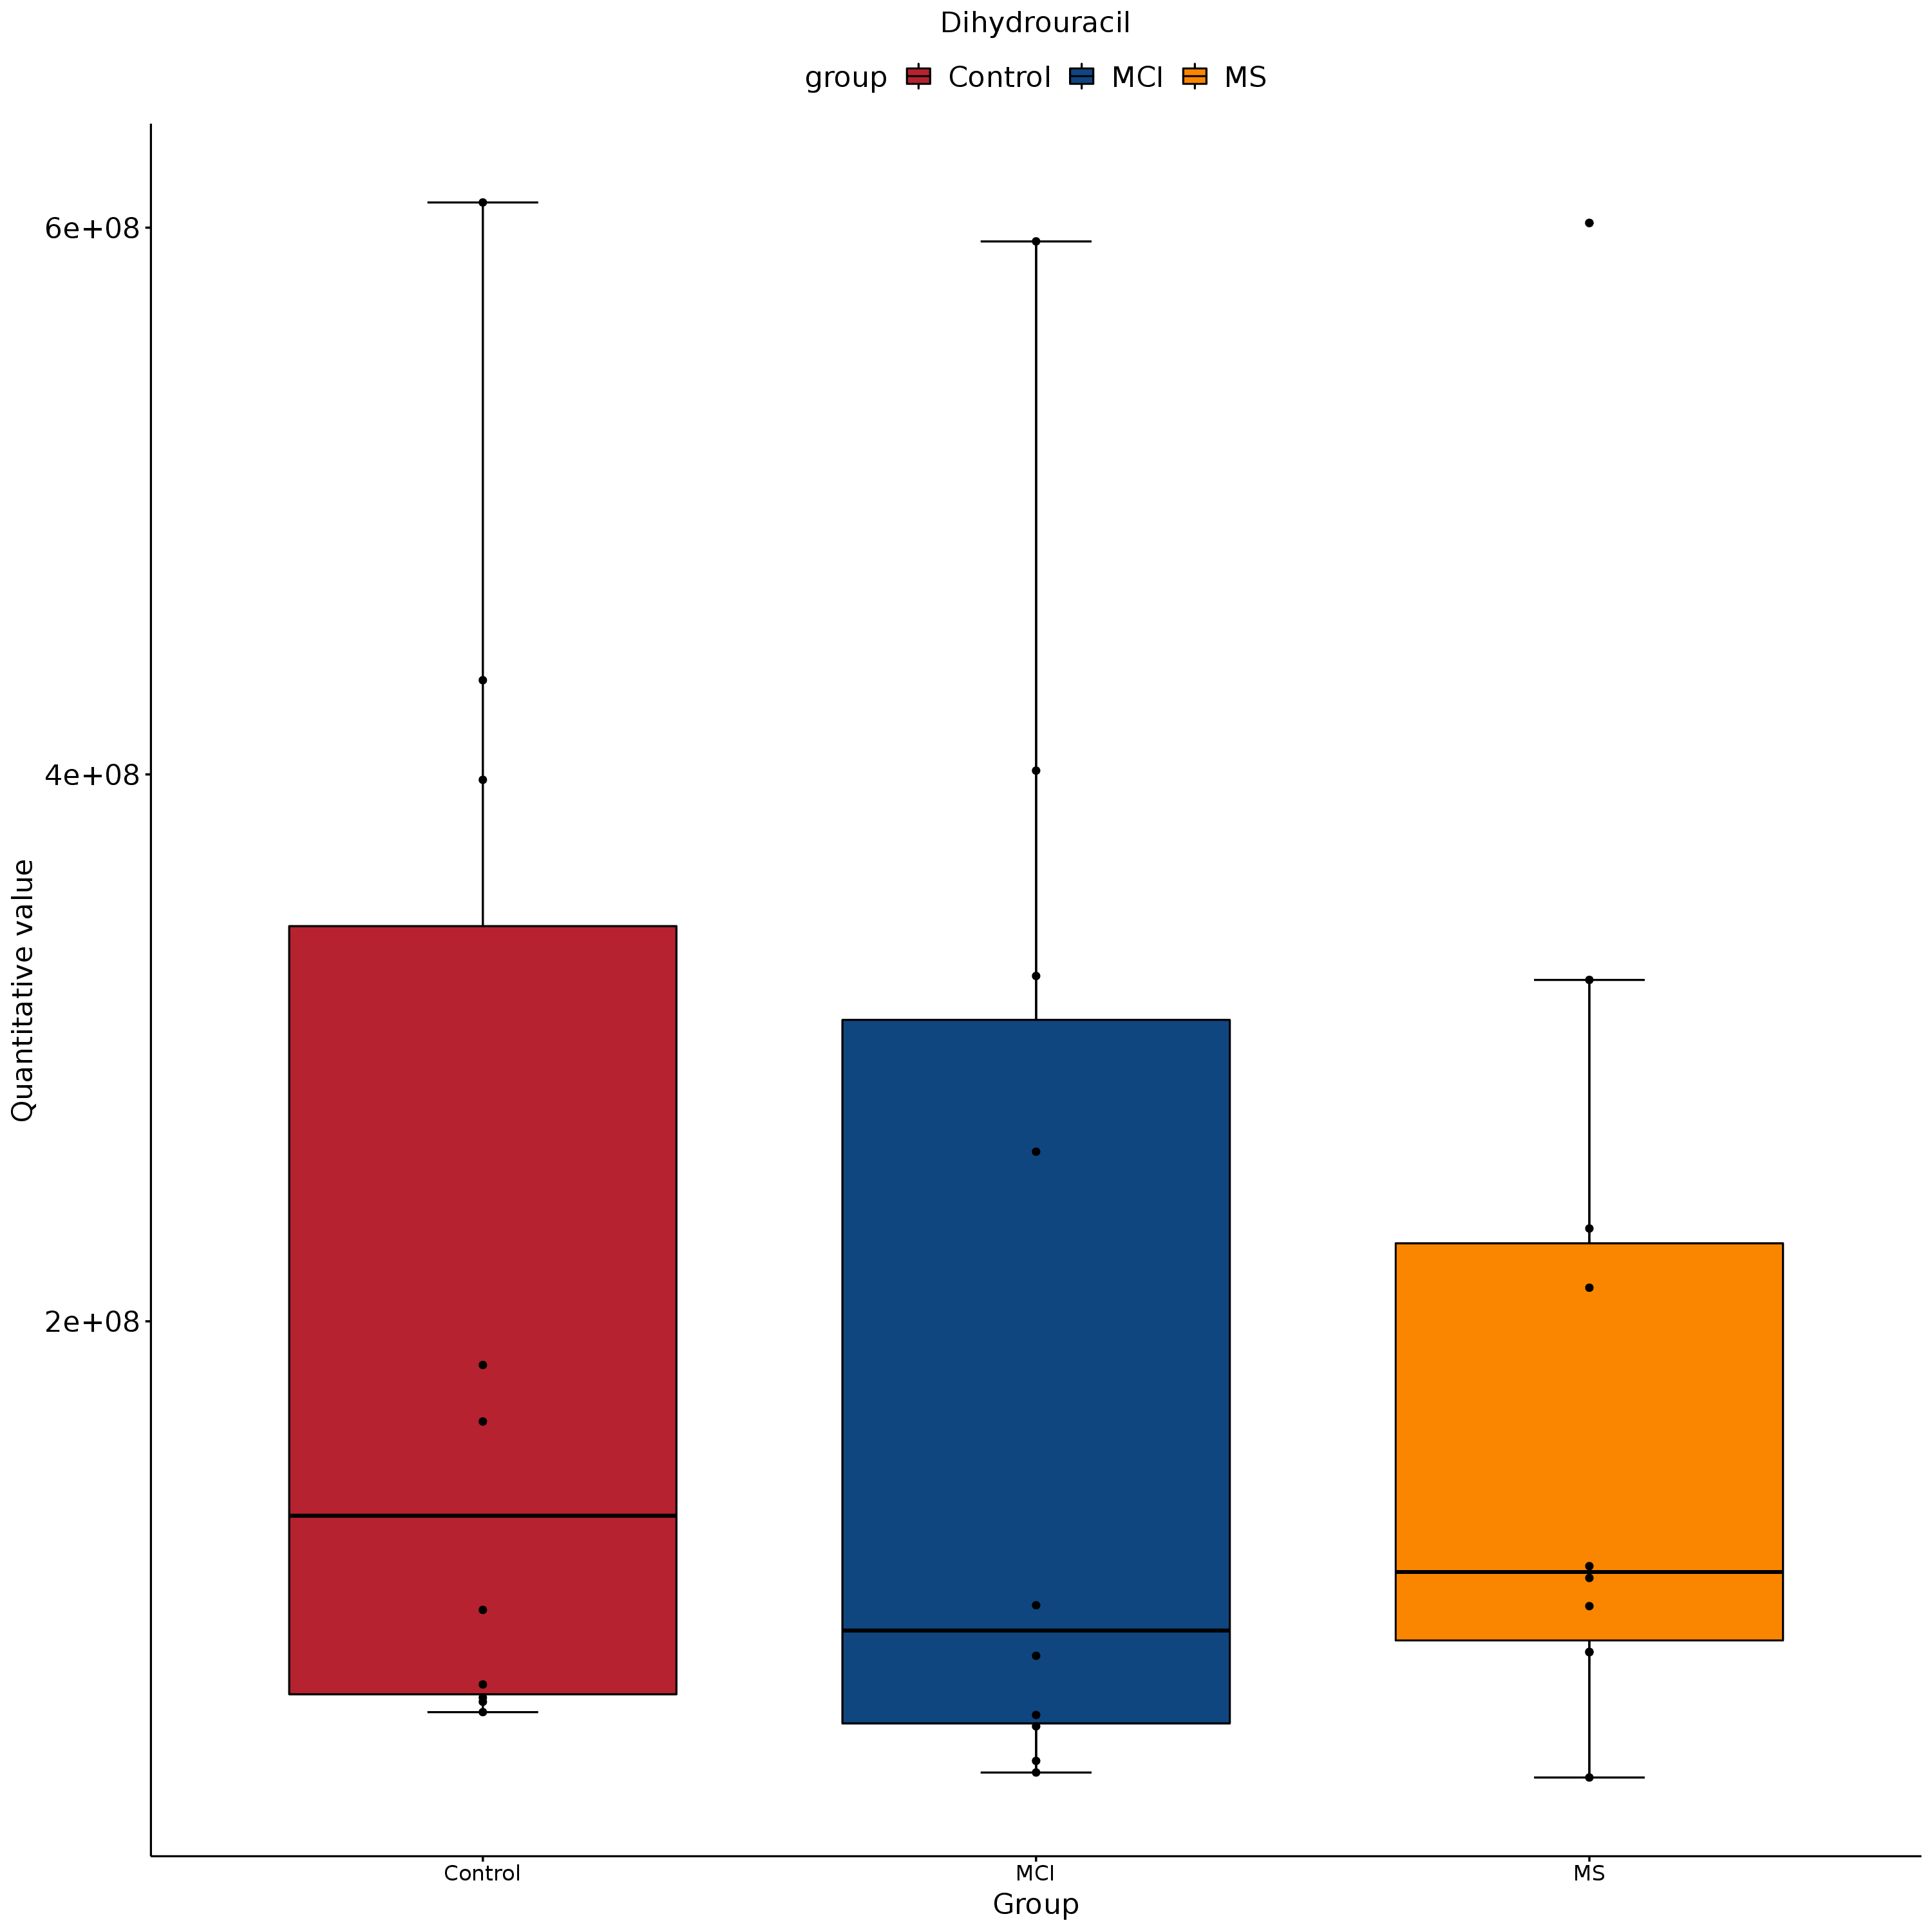 Dihydrouracil
group Control MCI MS
6e+08
4e+08
2e+08
Quantitative value
Control MCI MS
Group